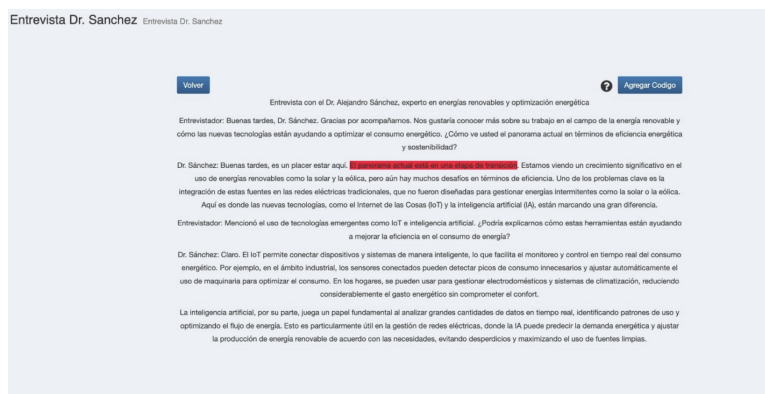 Entrevista Dr. Sanchez Entrevista Dr. Sanchez
Volver
? Agregar Codigo
Entrevista con el Dr. Alejandro Sánchez, experto en energías renovables y optimización energética
Entrevistador: Buenas tardes, Dr. Sánchez. Gracias por acompañarnos. Nos gustaría conocer más sobre su trabajo en el campo de la energía renovable y
cómo las nuevas tecnologías están ayudando a optimizar el consumo energético. ¿Cómo ve usted el panorama actual en términos de eficiencia energética
y sostenibilidad?
Dr. Sánchez: Buenas tardes, es un placer estar aquí. El panorama actual está en una etapa de transición. Estamos viendo un crecimiento significativo en el
uso de energías renovables como la solar y la eólica, pero aún hay muchos desafíos en términos de eficiencia. Uno de los problemas clave es la
integración de estas fuentes en las redes eléctricas tradicionales, que no fueron diseñadas para gestionar energías intermitentes como la solar o la eólica.
Aquí es donde las nuevas tecnologías, como el Internet de las Cosas (IoT) y la inteligencia artificial (IA), están marcando una gran diferencia.
Entrevistador: Mencionó el uso de tecnologías emergentes como IoT e inteligencia artificial. ¿Podría explicarnos cómo estas herramientas están ayudando
a mejorar la eficiencia en el consumo de energía?
Dr. Sánchez: Claro. El IoT permite conectar dispositivos y sistemas de manera inteligente, lo que facilita el monitoreo y control en tiempo real del consumo
energético. Por ejemplo, en el ámbito industrial, los sensores conectados pueden detectar picos de consumo innecesarios y ajustar automáticamente el
uso de maquinaria para optimizar el consumo. En los hogares, se pueden usar para gestionar electrodomésticos y sistemas de climatización, reduciendo
considerablemente el gasto energético sin comprometer el confort.
La inteligencia artificial, por su parte, juega un papel fundamental al analizar grandes cantidades de datos en tiempo real, identificando patrones de uso y
optimizando el flujo de energía. Esto es particularmente útil en la gestión de redes eléctricas, donde la IA puede predecir la demanda energética y ajustar
la producción de energía renovable de acuerdo con las necesidades, evitando desperdicios y maximizando el uso de fuentes limpias.